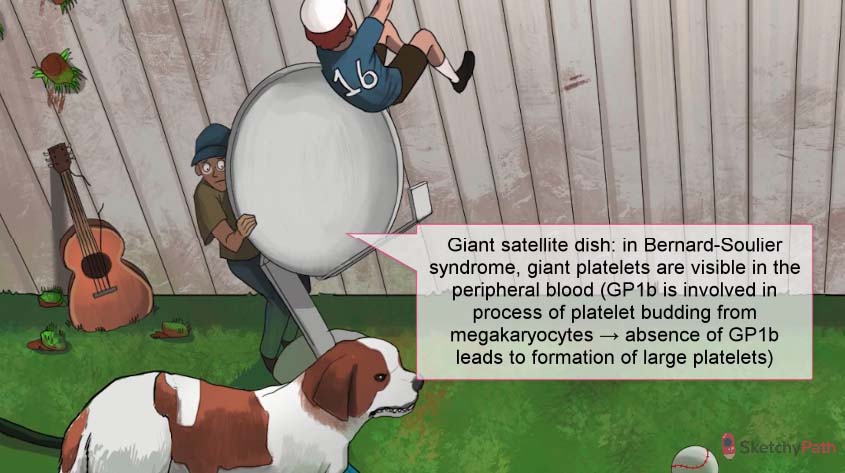 16
Giant satellite dish: in Bernard-Soulier
syndrome, giant platelets are visible in the
peripheral blood (GP1b is involved in
process of platelet budding from
megakaryocytes → absence of GP1b
leads to formation of large platelets)
SketchyPath